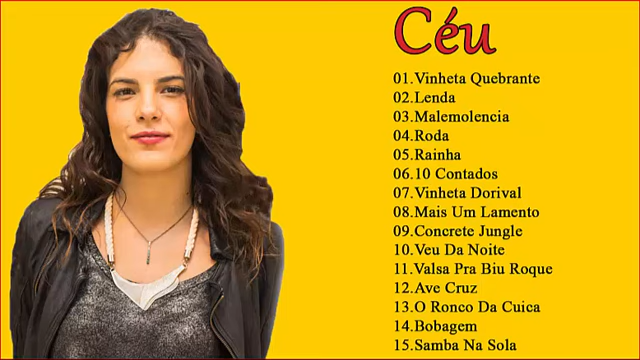 Céu
01.Vinheta Quebrante
02.Lenda
03.Malemolencia
04.Roda
05.Rainha
06.10 Contados
07.Vinheta Dorival
08.Mais Um Lamento
09.Concrete Jungle
10.Veu Da Noite
11.Valsa Pra Biu Roque
12.Ave Cruz
13.O Ronco Da Cuica
14.Bobagem
15.Samba Na Sola